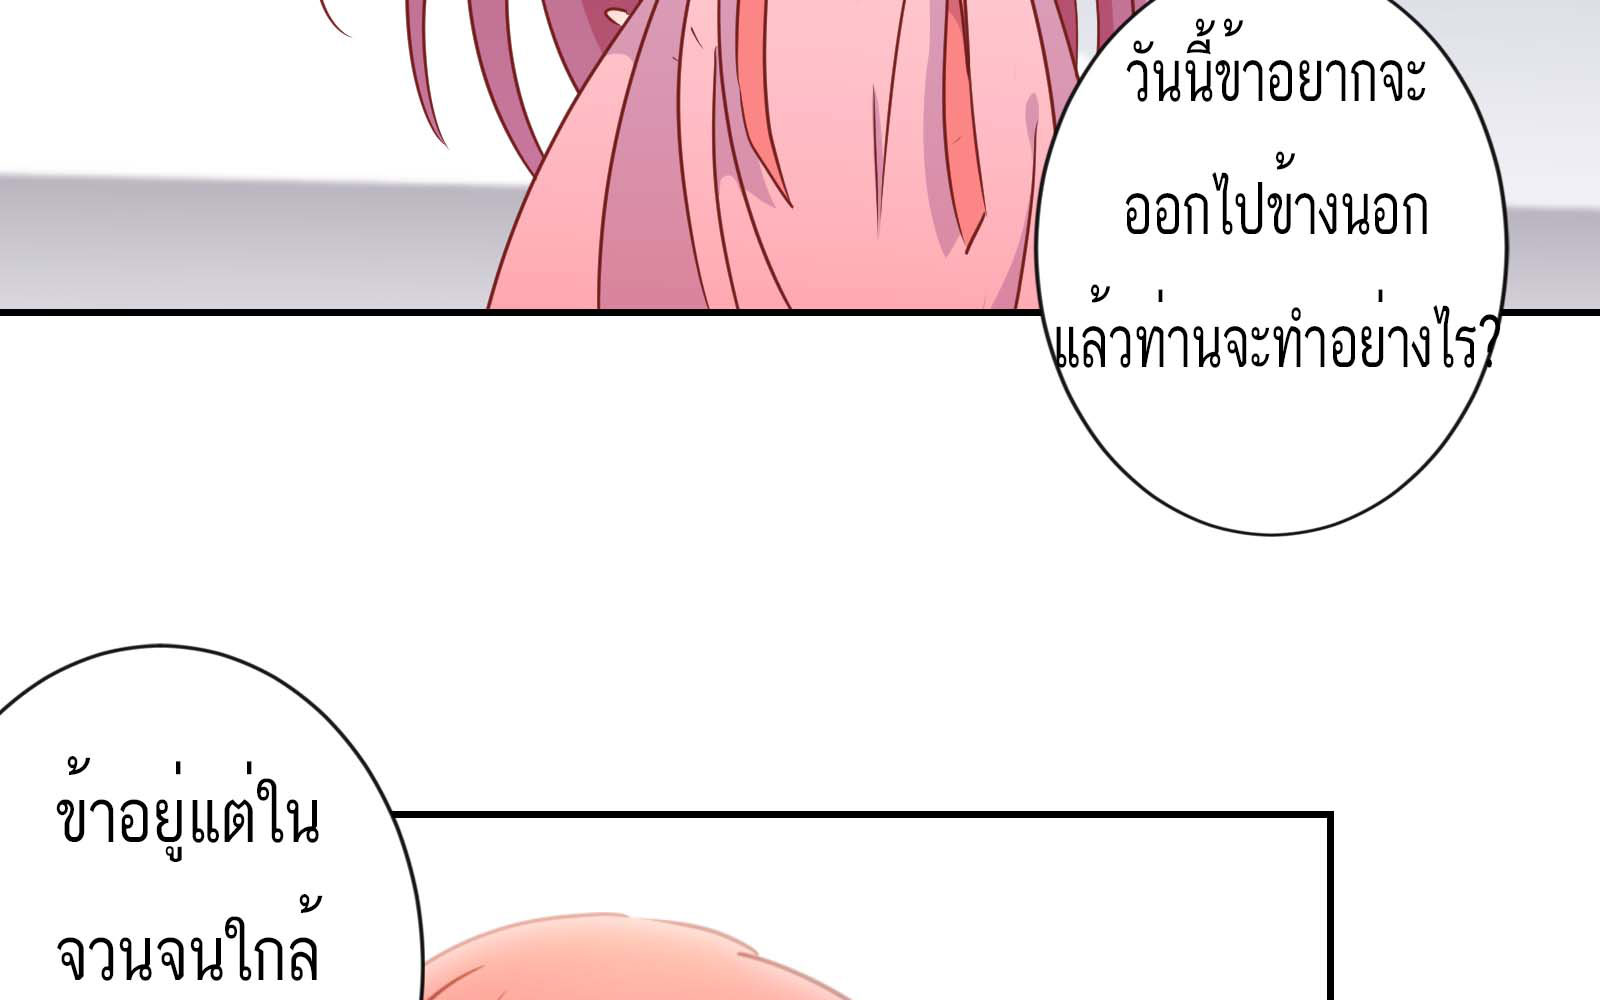 วันนี้ข้าอยากจะ
ออกไปข้างนอก
แล้วท่านจะทำอย่างไร?
ข้าอยู่แต่ใน
จวนจนใกล้